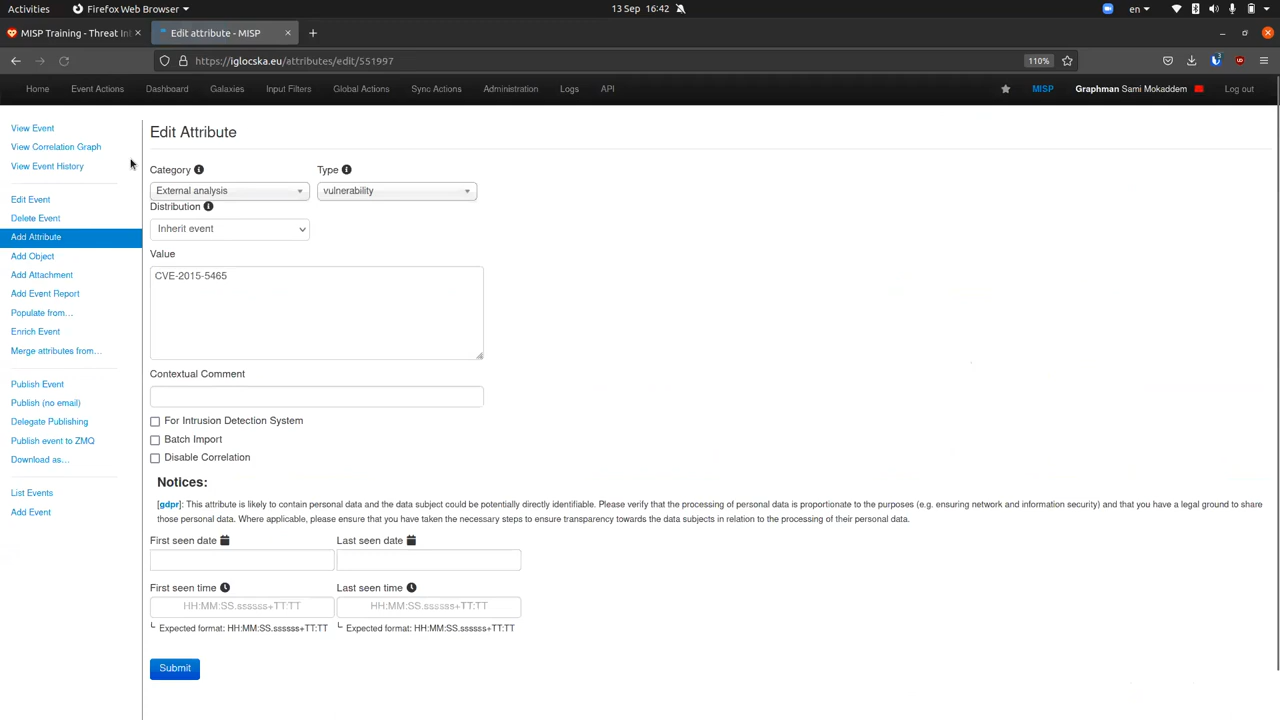 Activities
Firefox Web Browser
13 Sep 16:42
en
MISP Training - Threat In
Edit attribute - MISP
https://iglocska.eu/attributes/edit/551997
110%
Home
Event Actions
Dashboard
Galaxies
Input Filters
Global Actions
Sync Actions
Administration
Logs
API
MISP
Graphman Sami Mokaddem
Log out
View Event
View Correlation Graph
View Event History
Edit Event
Delete Event
Add Attribute
Add Object
Add Attachment
Add Event Report
Populate from...
Enrich Event
Merge attributes from...
Publish Event
Publish (no email)
Delegate Publishing
Publish event to ZMQ
Download as...
List Events
Add Event
Edit Attribute
Category
Type
External analysis
vulnerability
Distribution
Inherit event
Value
CVE-2015-5465
Contextual Comment
For Intrusion Detection System
Batch Import
Disable Correlation
Notices:
[gdpr]: This attribute is likely to contain personal data and the data subject could be potentially directly identifiable. Please verify that the processing of personal data is proportionate to the purposes (e.g. ensuring network and information security) and that you have a legal ground to share
those personal data. Where applicable, please ensure that you have taken the necessary steps to ensure transparency towards the data subjects in relation to the processing of their personal data.
First seen date
Last seen date
First seen time
Last seen time
HH:MM:SS.ssssss+TT:TT
HH:MM:SS.ssssss+TT:TT
Expected format: HH:MM:SS.ssssss+TT:TT
Expected format: HH:MM:SS.ssssss+TT:TT
Submit